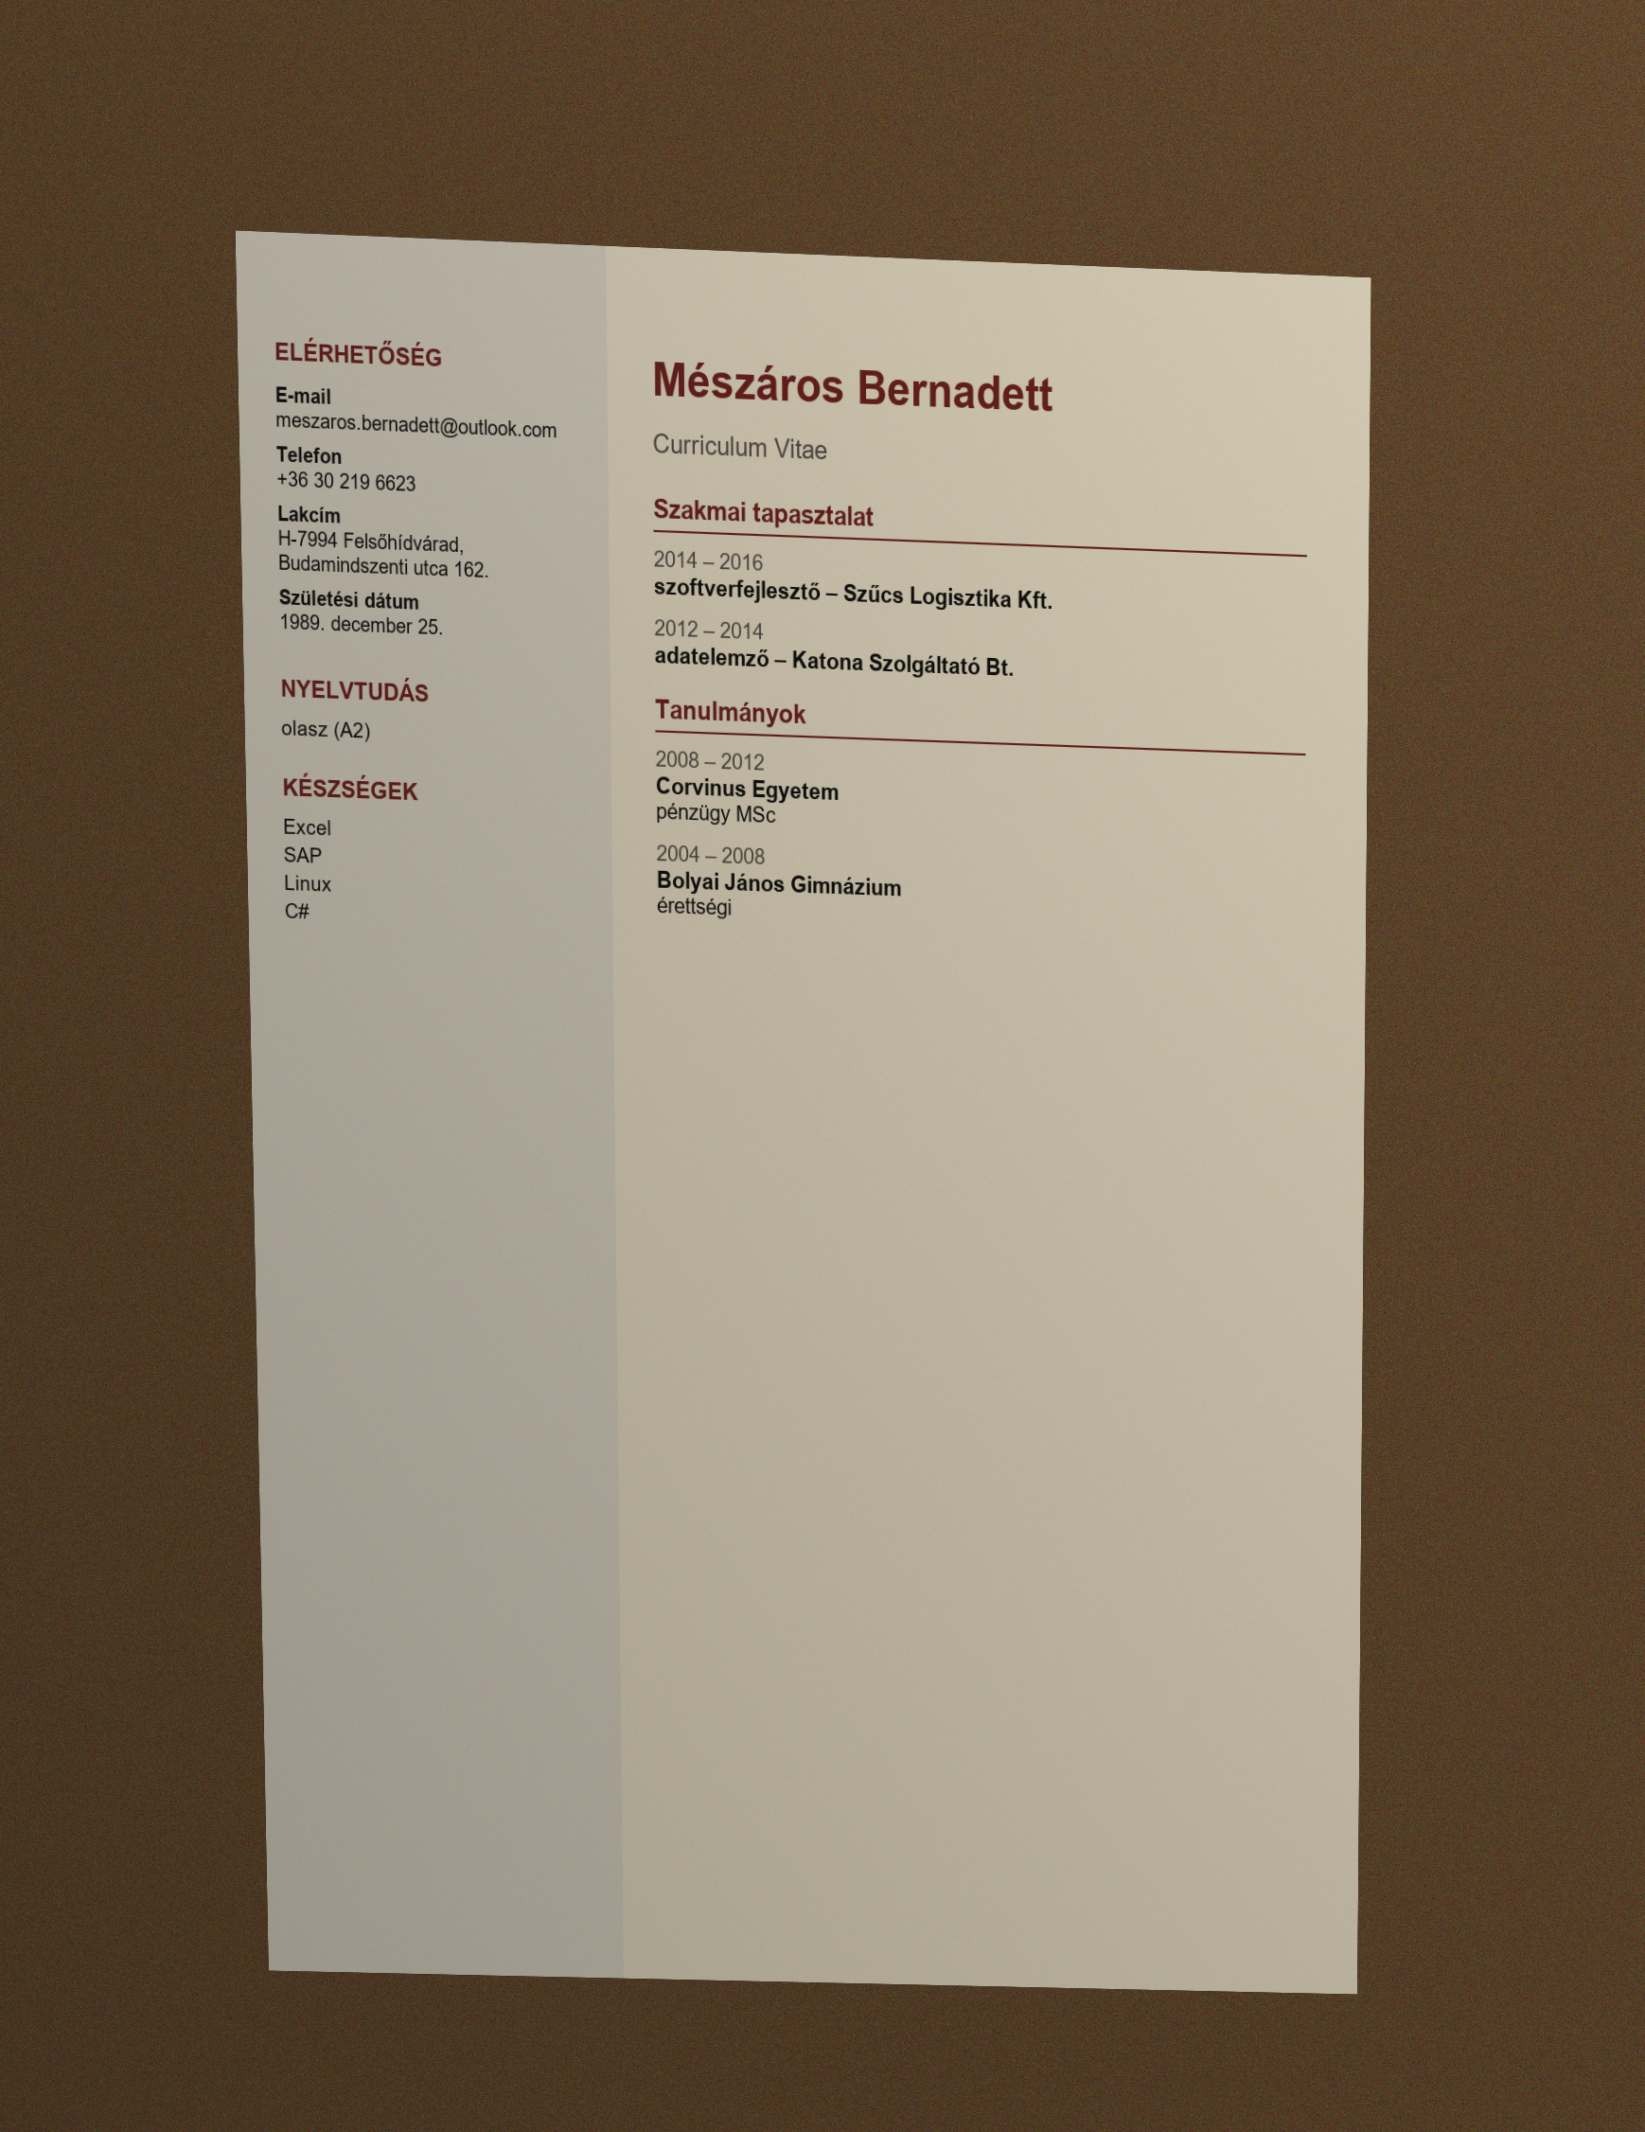 ELÉRHETŐSÉG
E-mail
meszaros.bernadett@outlook.com
Telefon
+36 30 219 6623
Lakcím
H-7994 Felsőhídvárad,
Budamindszenti utca 162.
Születési dátum
1989. december 25.
NYELVTUDÁS
olasz (A2)
KÉSZSÉGEK
Excel
SAP
Linux
C#
Mészáros Bernadett
Curriculum Vitae
Szakmai tapasztalat
2014 – 2016
szoftverfejlesztő – Szűcs Logisztika Kft.
2012 – 2014
adatelemző – Katona Szolgáltató Bt.
Tanulmányok
2008 – 2012
Corvinus Egyetem
pénzügy MSc
2004 – 2008
Bolyai János Gimnázium
érettségi